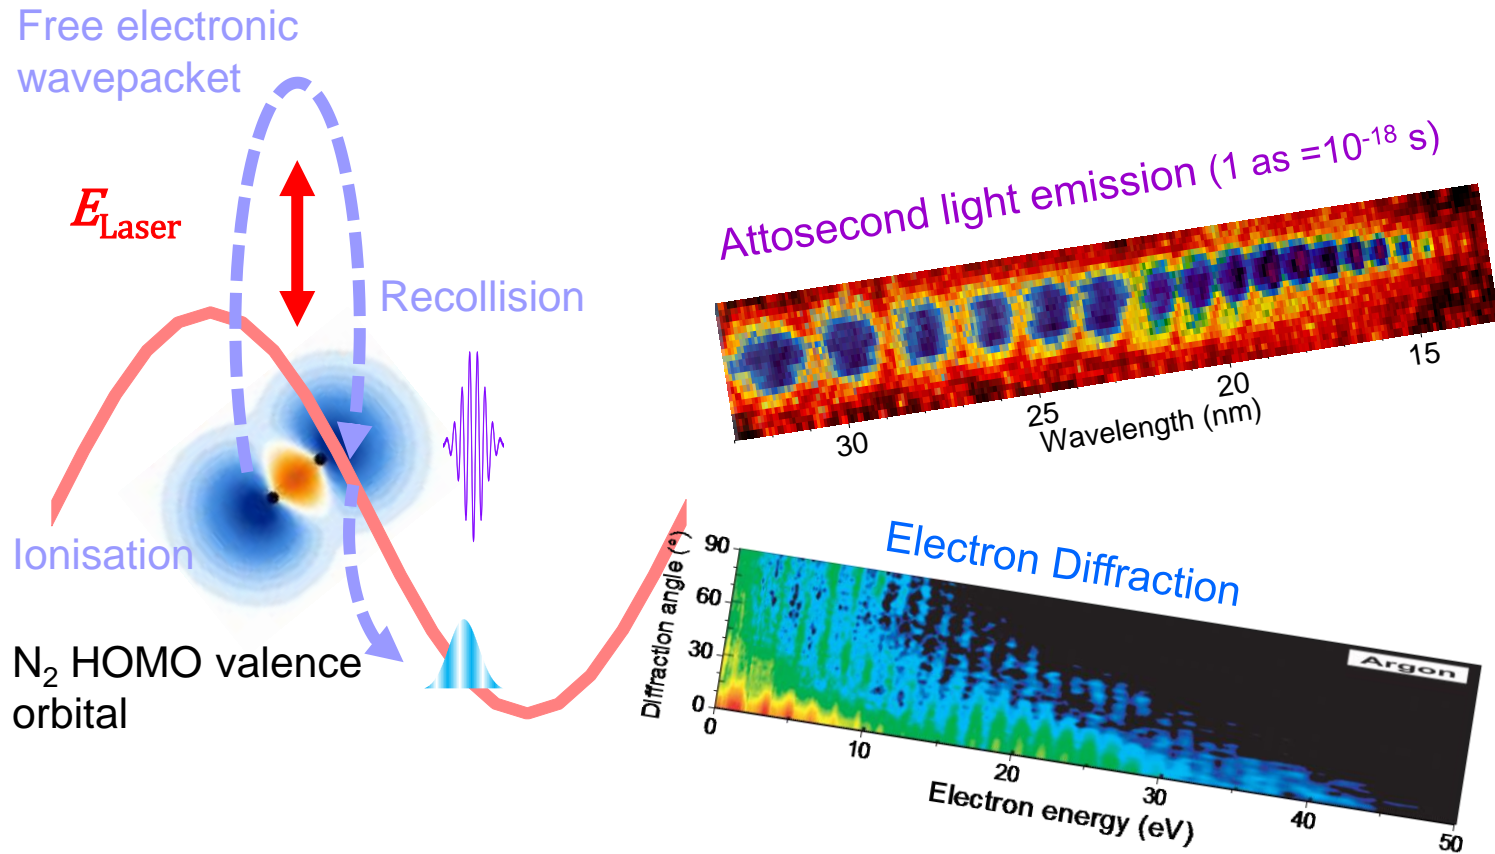 Free electronic
wavepacket
E_Laser
Recollision
Ionisation
N₂ HOMO valence
orbital
Attosecond light emission (1 as =10⁻¹⁸ s)
30
25
20
15
Wavelength (nm)
Electron Diffraction
Diffraction angle (°)
90
60
30
0
Argon
0
10
20
30
40
50
Electron energy (eV)